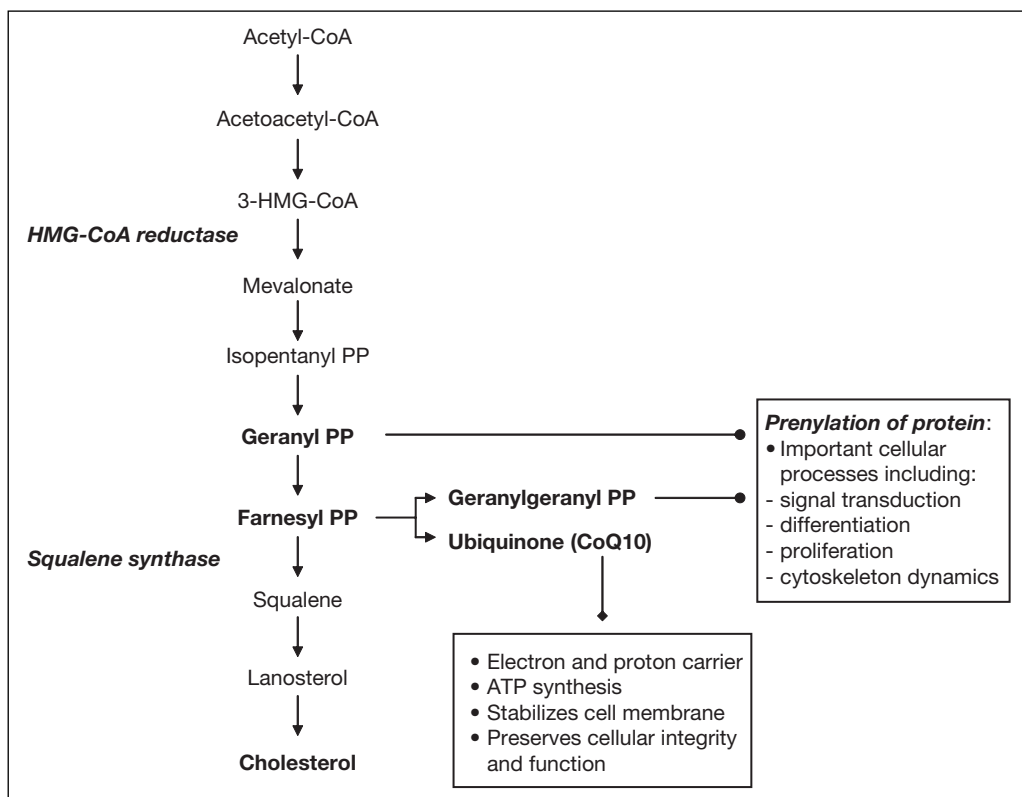 Acetyl-CoA
Acetoacetyl-CoA
3-HMG-CoA
HMG-CoA reductase
Mevalonate
Isopentanyl PP
Geranyl PP
Prenylation of protein:
• Important cellular
processes including:
- signal transduction
- differentiation
- proliferation
- cytoskeleton dynamics
Farnesyl PP
Geranylgeranyl PP
Ubiquinone (CoQ10)
Squalene synthase
Squalene
Lanosterol
Cholesterol
• Electron and proton carrier
• ATP synthesis
• Stabilizes cell membrane
• Preserves cellular integrity
and function